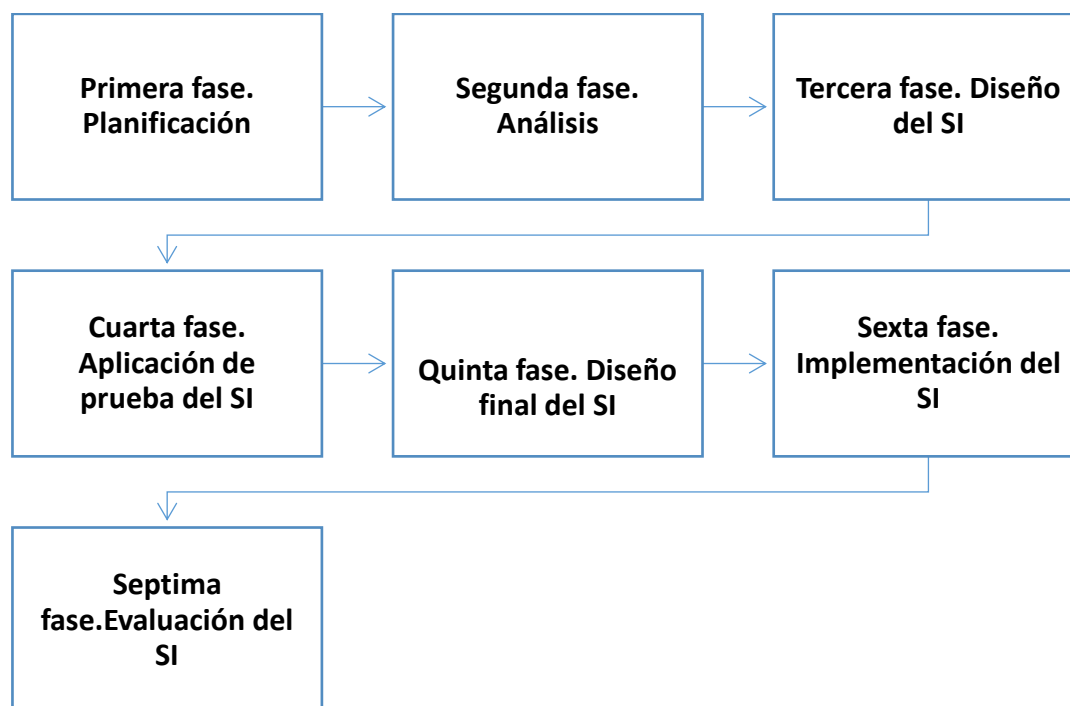 Primera fase.
Planificación
Segunda fase.
Análisis
Tercera fase. Diseño
del SI
Cuarta fase.
Aplicación de
prueba del SI
Quinta fase. Diseño
final del SI
Sexta fase.
Implementación del
SI
Septima
fase.Evaluación del
SI